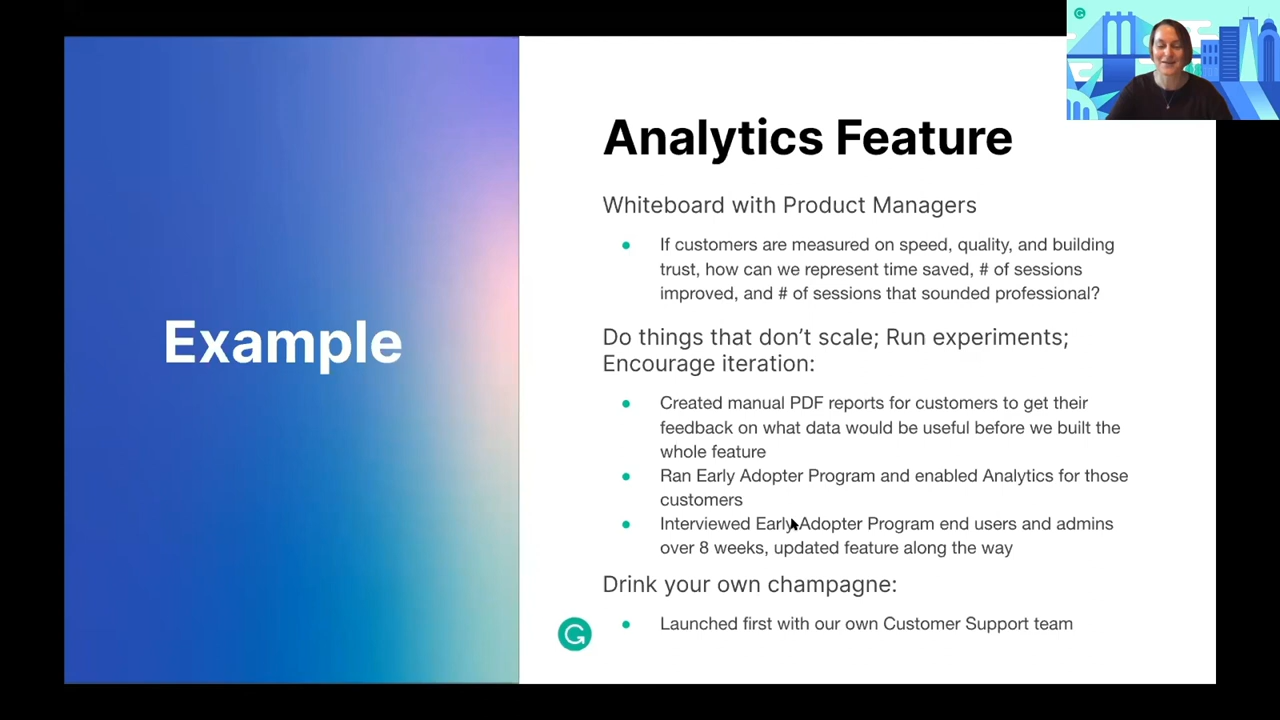 Example
Analytics Feature
Whiteboard with Product Managers
● If customers are measured on speed, quality, and building
trust, how can we represent time saved, # of sessions
improved, and # of sessions that sounded professional?
Do things that don’t scale; Run experiments;
Encourage iteration:
● Created manual PDF reports for customers to get their
feedback on what data would be useful before we built the
whole feature
● Ran Early Adopter Program and enabled Analytics for those
customers
● Interviewed Early Adopter Program end users and admins
over 8 weeks, updated feature along the way
Drink your own champagne:
● Launched first with our own Customer Support team